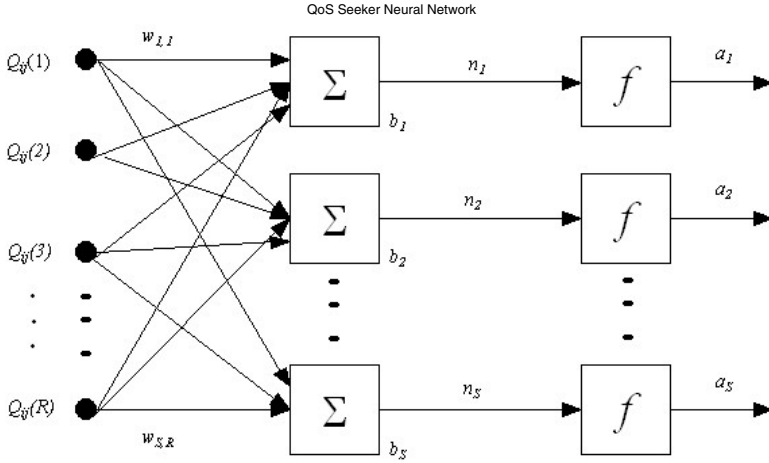 QoS Seeker Neural Network
w1,1
Qij(1) Σ n1 f a1
b1
Qij(2)
Σ n2 f a2
Qij(3) b2
Qij(R) Σ nS f aS
wS,R
bS